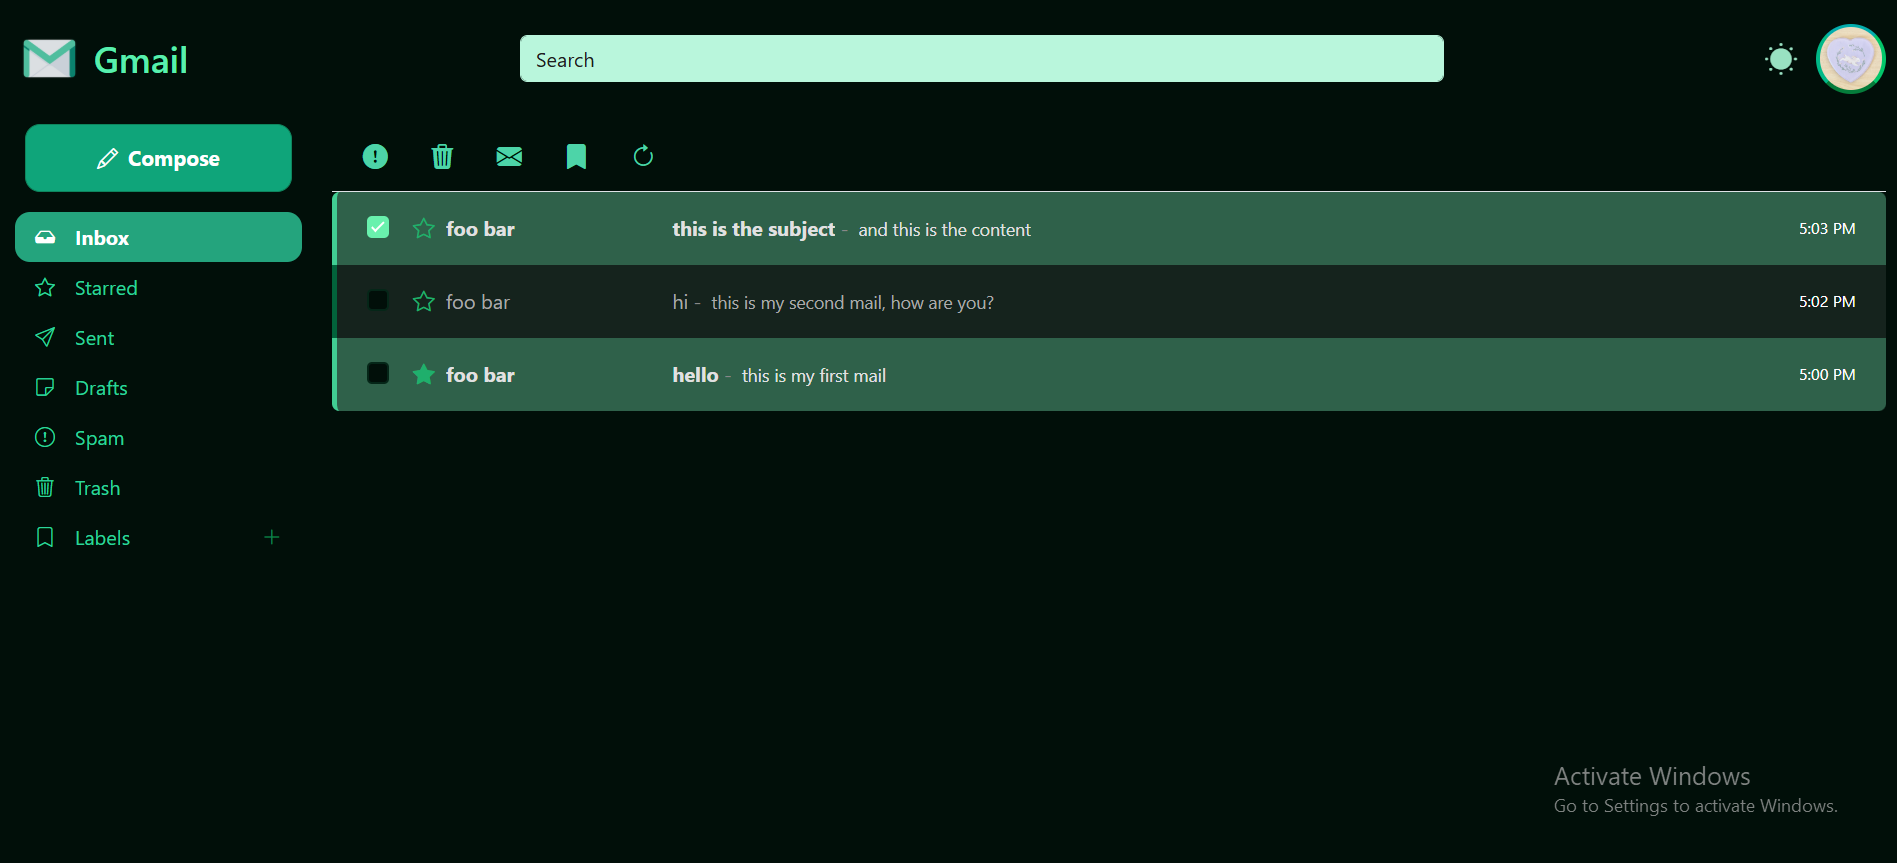 Gmail
Search
Compose
Inbox
Starred
Sent
Drafts
Spam
Trash
Labels
foo bar this is the subject - and this is the content 5:03 PM
foo bar hi - this is my second mail, how are you? 5:02 PM
foo bar hello - this is my first mail 5:00 PM
Activate Windows
Go to Settings to activate Windows.